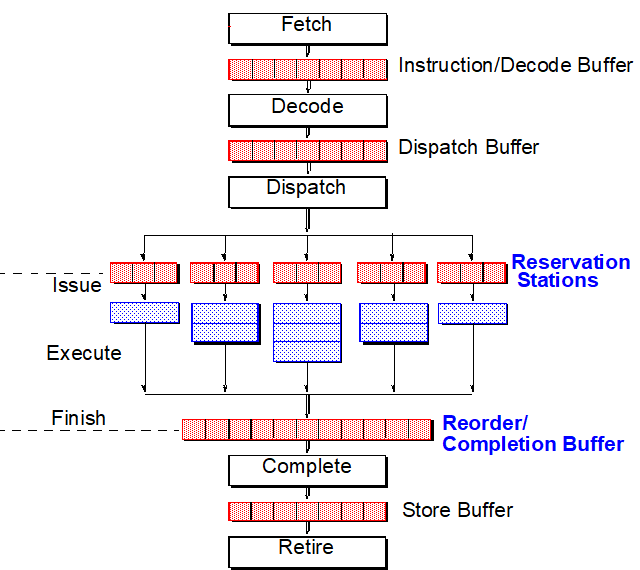 Fetch
Instruction/Decode Buffer
Decode
Dispatch Buffer
Dispatch
Reservation
Stations
Issue
Execute
Finish
Reorder/
Completion Buffer
Complete
Store Buffer
Retire